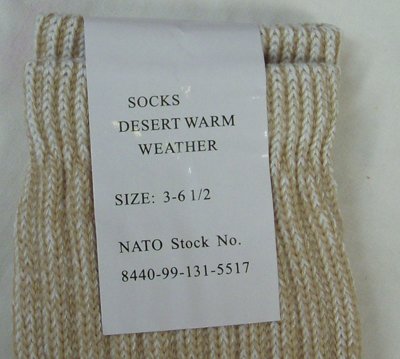 SOCKS
DESERT WARM
WEATHER
SIZE: 3-6 1/2
NATO Stock No.
8440-99-131-5517